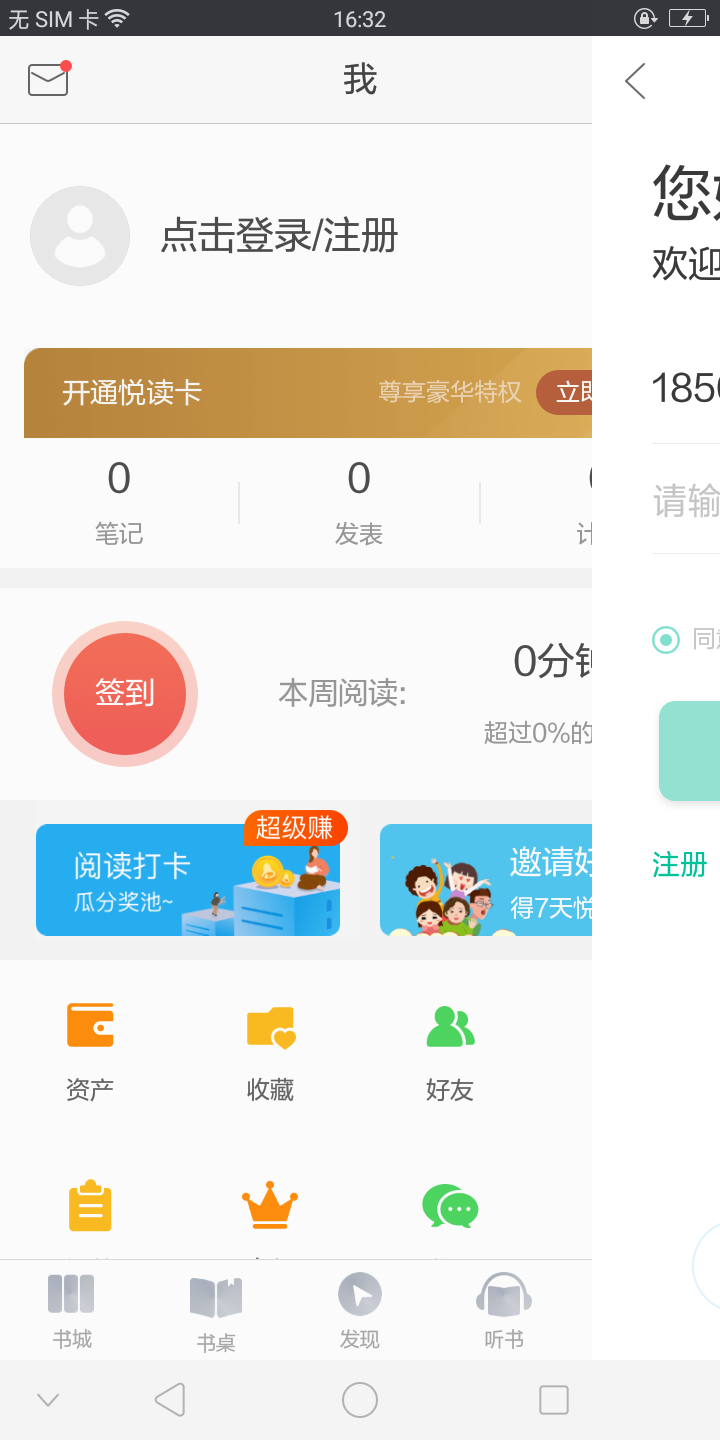 无 SIM 卡
16:32
我
点击登录/注册
开通悦读卡
尊享豪华特权
立即
0
0
笔记
发表
计
签到
本周阅读:
0分钟
超过0%的
超级赚
阅读打卡
瓜分奖池~
邀请好
得7天悦
资产
收藏
好友
书城
书桌
发现
听书
您好
欢迎
1850
请输
同意
注册